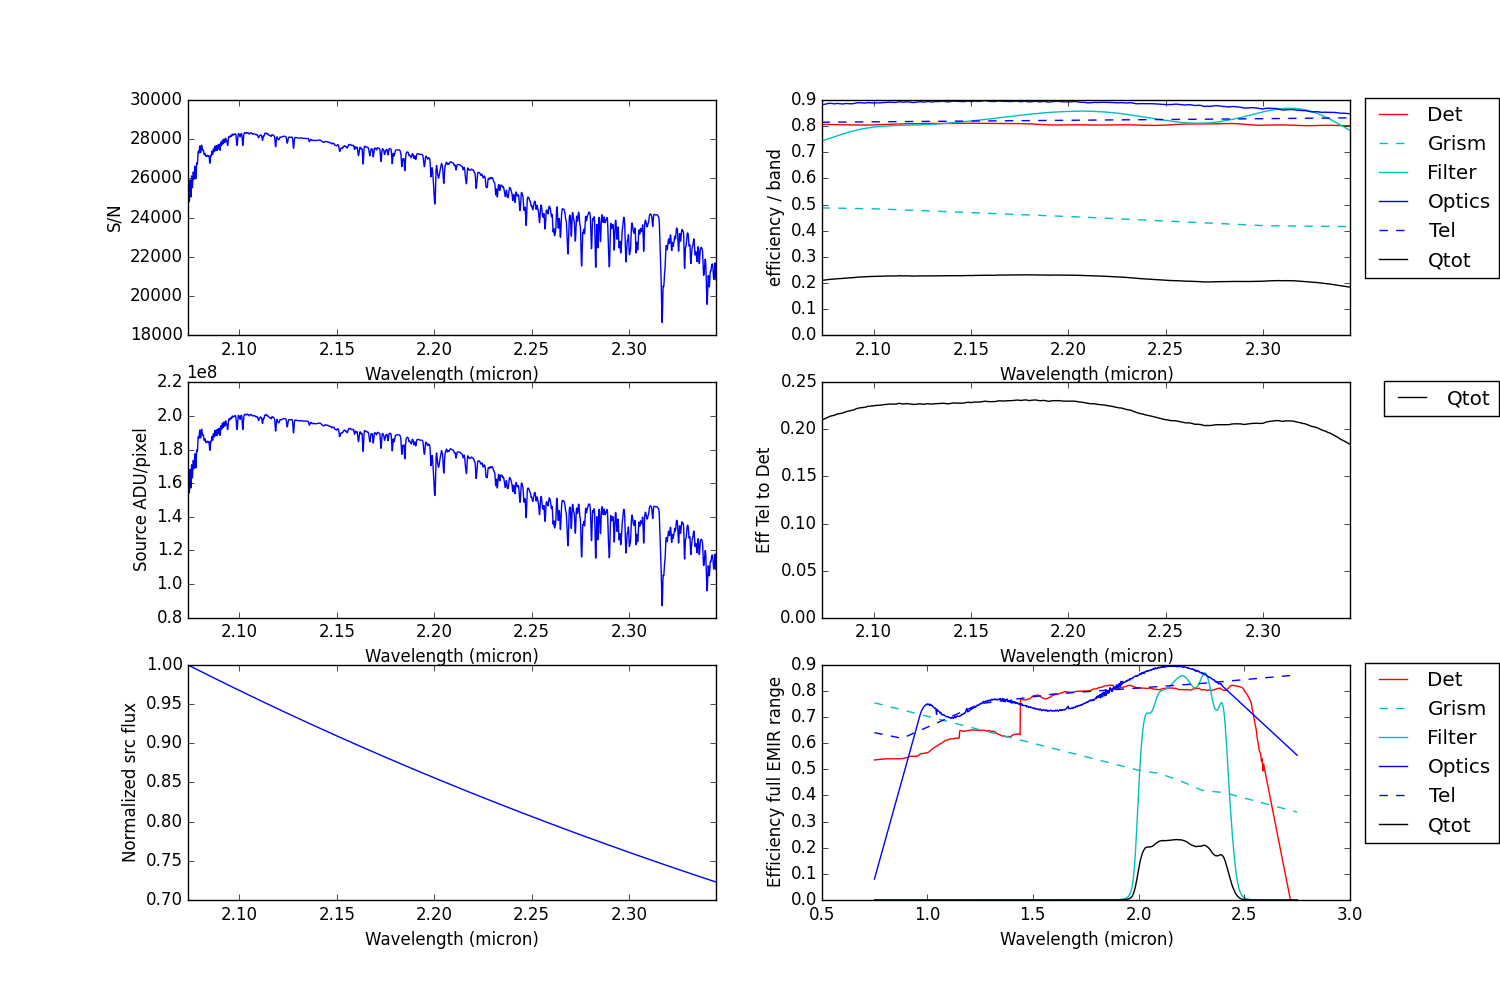 S/N
30000
28000
26000
24000
22000
20000
18000
2.10 2.15 2.20 2.25 2.30
Wavelength (micron)
efficiency / band
0.9
0.8
0.7
0.6
0.5
0.4
0.3
0.2
0.1
0.0
2.10 2.15 2.20 2.25 2.30
Wavelength (micron)
Det
Grism
Filter
Optics
Tel
Qtot
1e8
Source ADU/pixel
2.2
2.0
1.8
1.6
1.4
1.2
1.0
0.8
2.10 2.15 2.20 2.25 2.30
Wavelength (micron)
Eff Tel to Det
0.25
0.20
0.15
0.10
0.05
0.00
2.10 2.15 2.20 2.25 2.30
Wavelength (micron)
Qtot
Normalized src flux
1.00
0.95
0.90
0.85
0.80
0.75
0.70
2.10 2.15 2.20 2.25 2.30
Wavelength (micron)
Efficiency full EMIR range
0.9
0.8
0.7
0.6
0.5
0.4
0.3
0.2
0.1
0.0
0.5 1.0 1.5 2.0 2.5 3.0
Wavelength (micron)
Det
Grism
Filter
Optics
Tel
Qtot